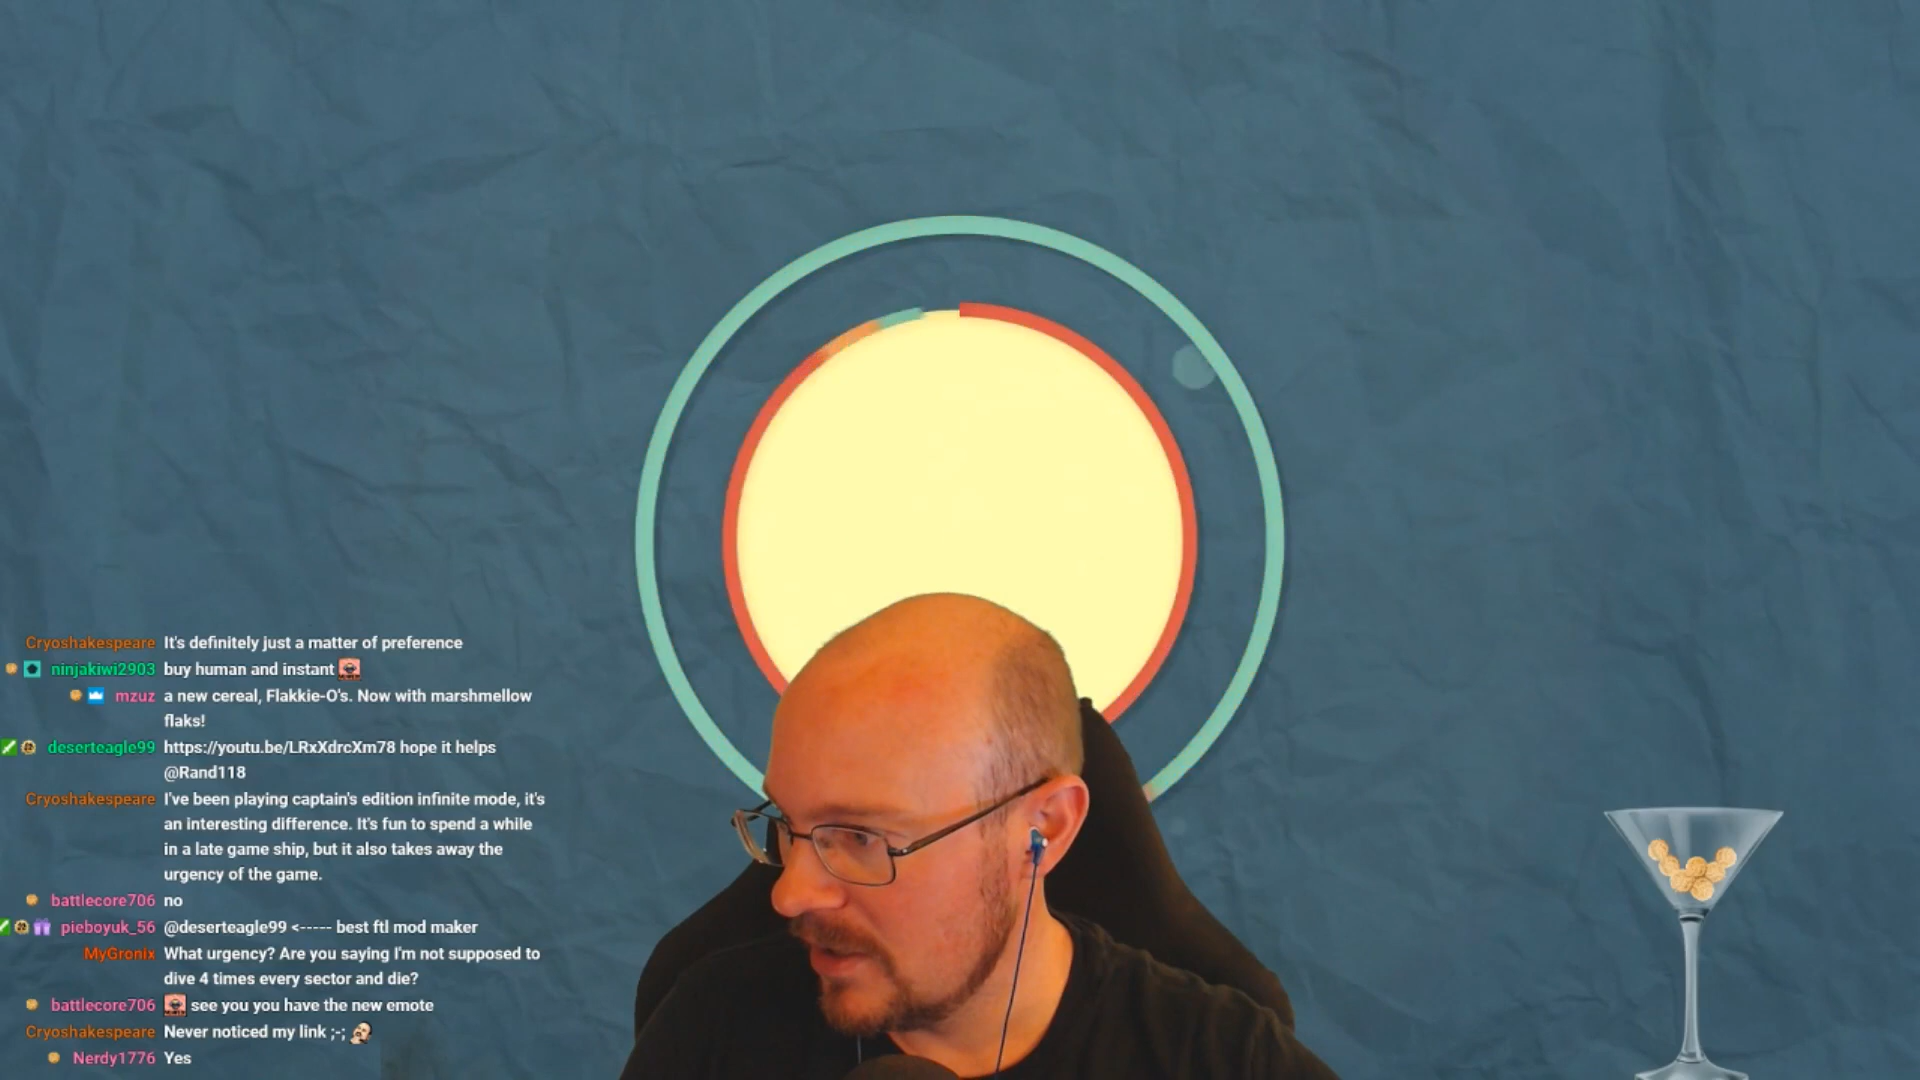 Cryoshakespeare It's definitely just a matter of preference
ninjakiwi2903 buy human and instant
mzuz a new cereal, Flakkie-O's. Now with marshmellow
flaks!
deserteagle99 https://youtu.be/LRxXdrcXm78 hope it helps
@Rand118
Cryoshakespeare I've been playing captain's edition infinite mode, it's
an interesting difference. It's fun to spend a while
in a late game ship, but it also takes away the
urgency of the game.
battlecore706 no
pieboyuk_56 @deserteagle99 <----- best ftl mod maker
MyGronix What urgency? Are you saying I'm not supposed to
dive 4 times every sector and die?
battlecore706 see you you have the new emote
Cryoshakespeare Never noticed my link ;-;
Nerdy1776 Yes